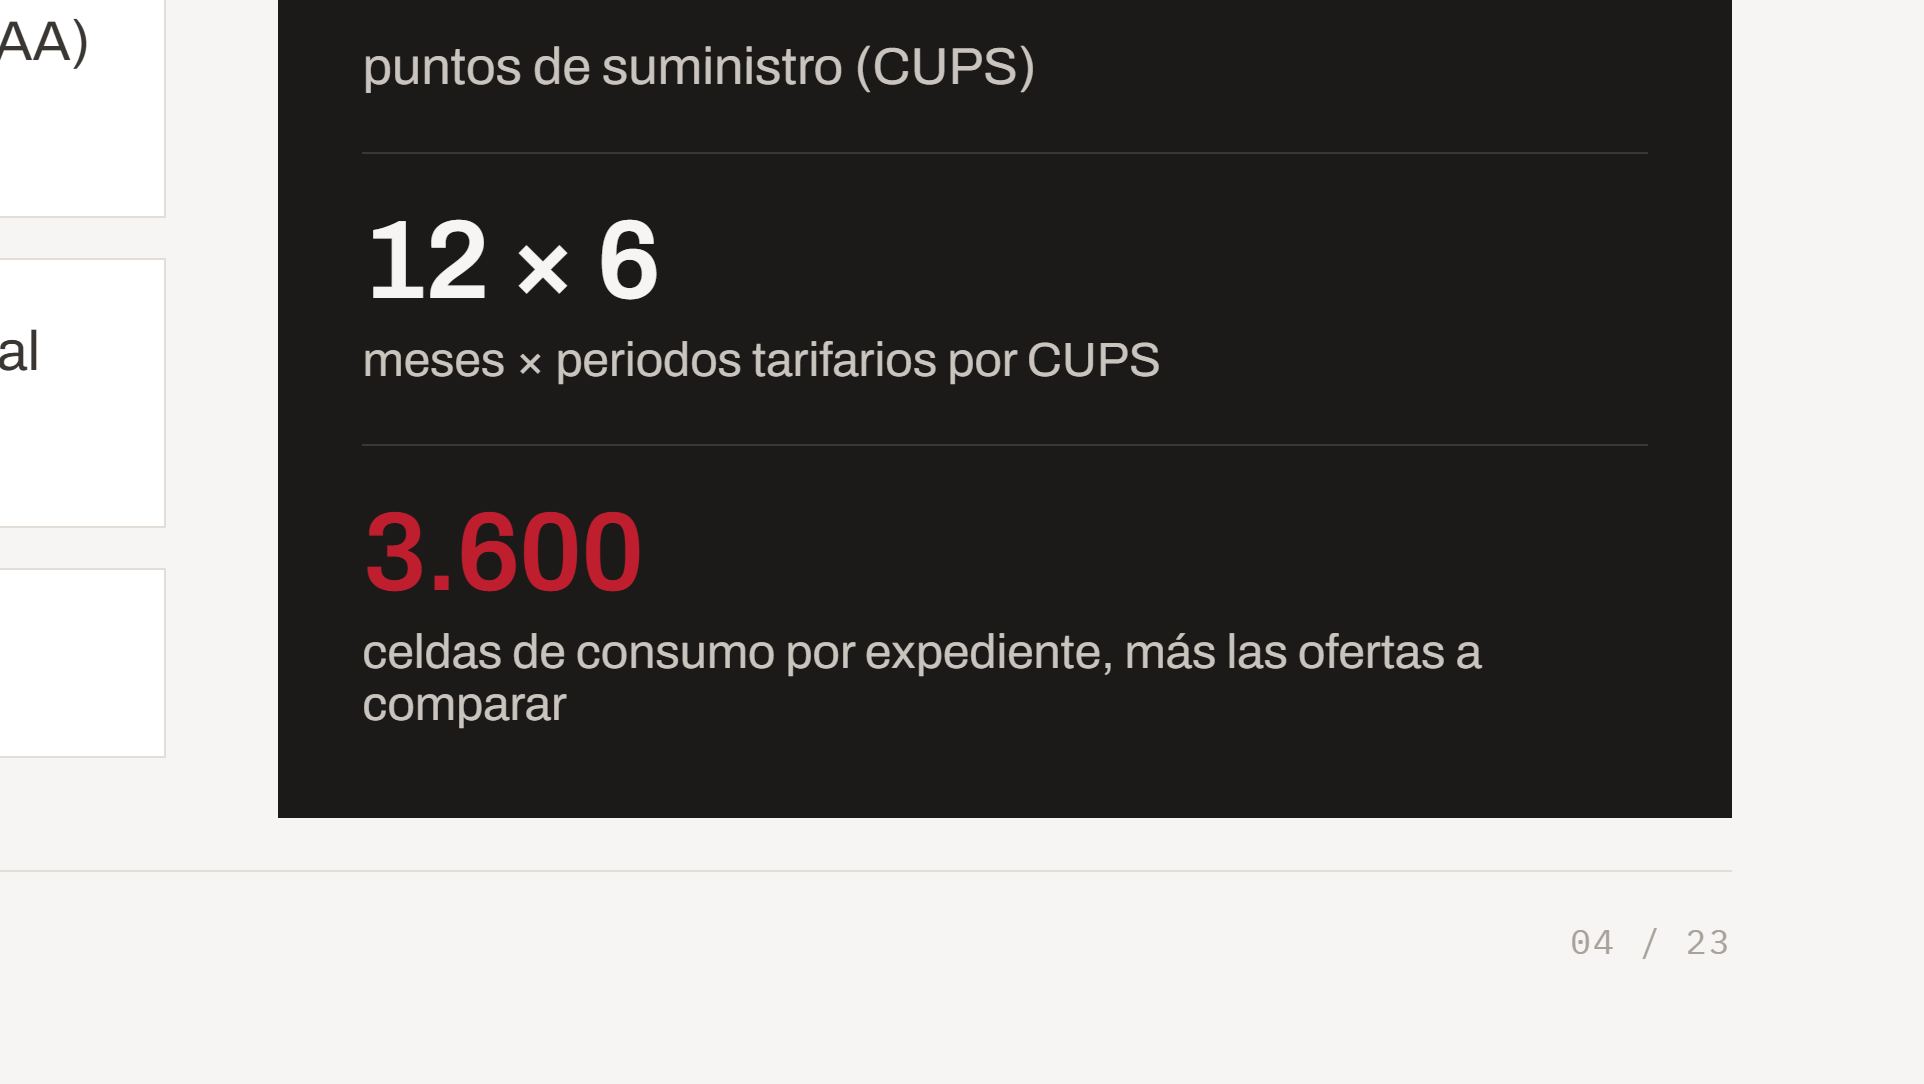 AA)
al
puntos de suministro (CUPS)
12 × 6
meses × periodos tarifarios por CUPS
3.600
celdas de consumo por expediente, más las ofertas a
comparar
04 / 23